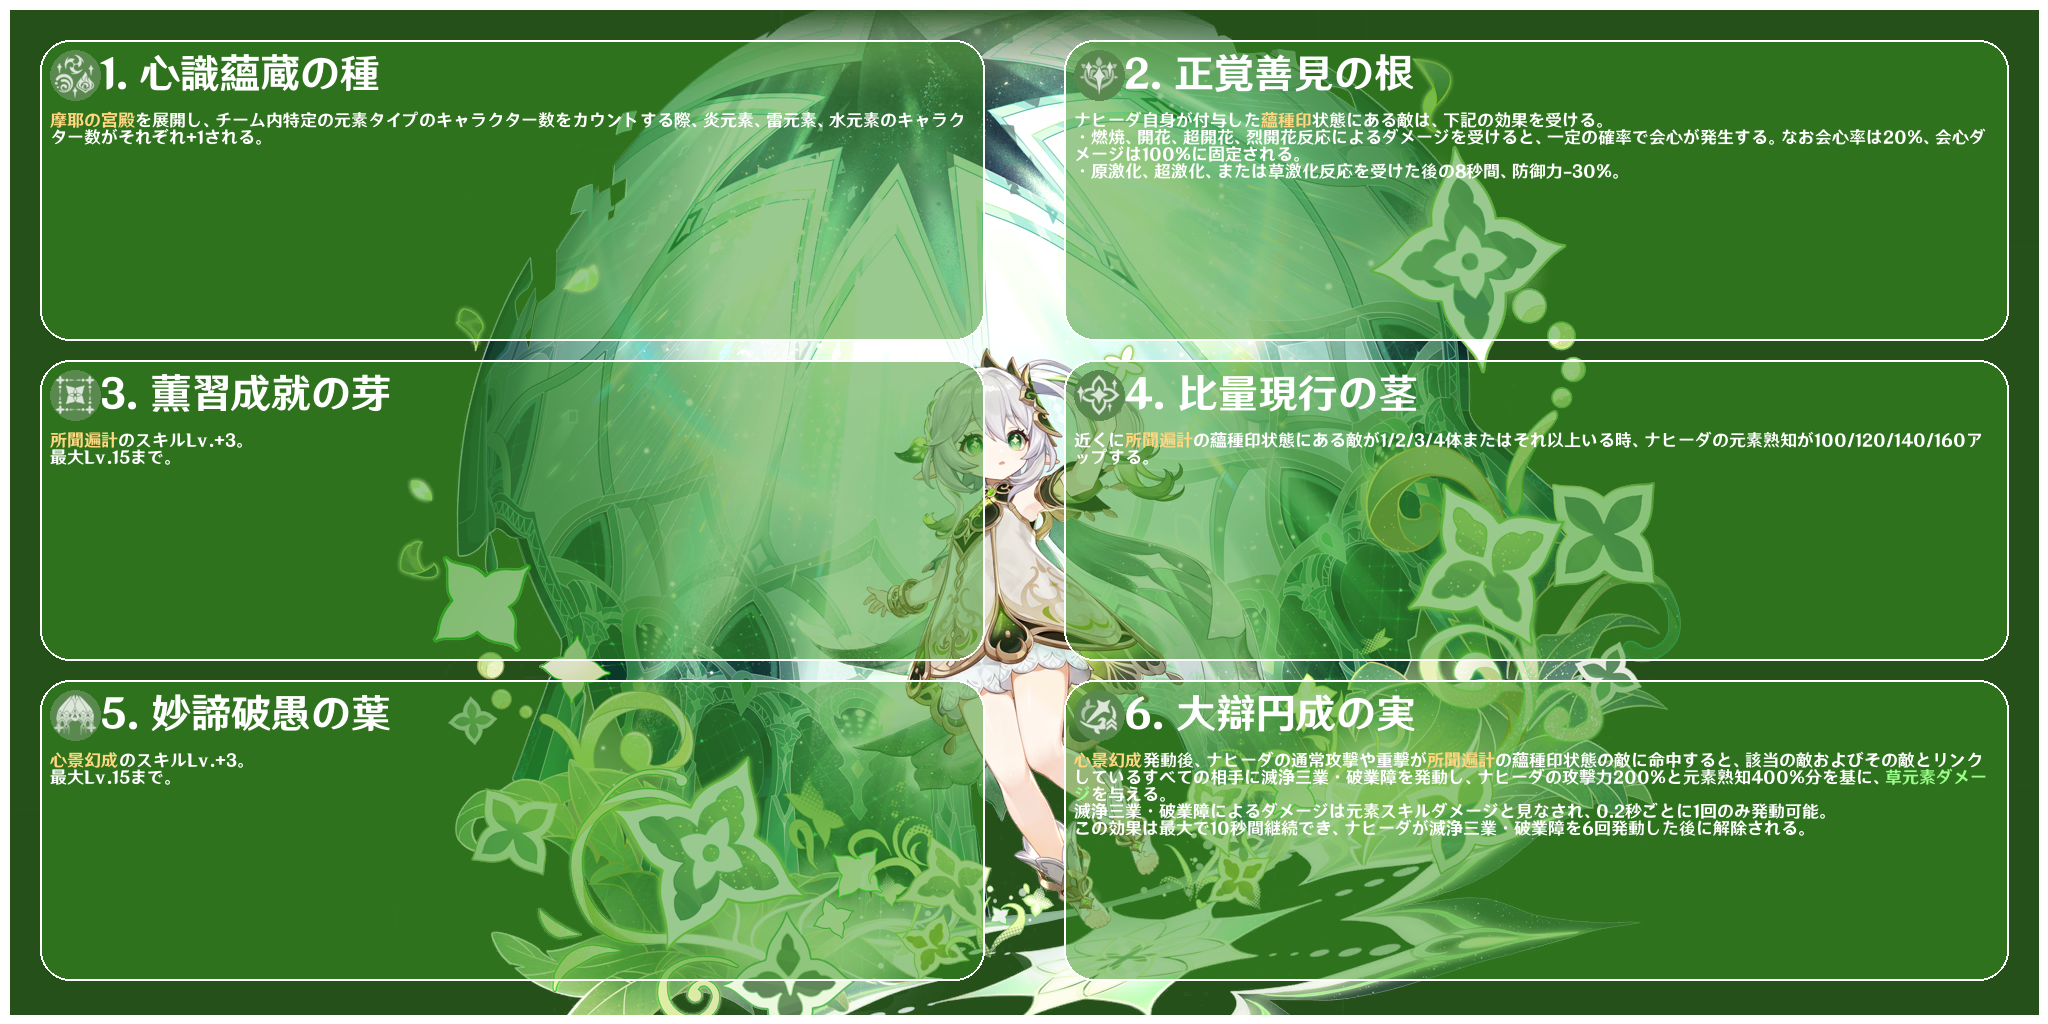 1. 心識蘊蔵の種
摩耶の宮殿を展開し、チーム内特定の元素タイプのキャラクター数をカウントする際、炎元素、雷元素、水元素のキャラク
ター数がそれぞれ+1される。
2. 正覚善見の根
ナヒーダ自身が付与した蘊種印状態にある敵は、下記の効果を受ける。
・燃焼、開花、超開花、烈開花反応によるダメージを受けると、一定の確率で会心が発生する。なお会心率は20%、会心ダ
メージは100%に固定される。
・原激化、超激化、または草激化反応を受けた後の8秒間、防御力-30%。
3. 薫習成就の芽
所聞遍計のスキルLv.+3。
最大Lv.15まで。
4. 比量現行の茎
近くに所聞遍計の蘊種印状態にある敵が1/2/3/4体またはそれ以上いる時、ナヒーダの元素熟知が100/120/140/160ア
ップする。
5. 妙諦破愚の葉
心景幻成のスキルLv.+3。
最大Lv.15まで。
6. 大辯円成の実
心景幻成発動後、ナヒーダの通常攻撃や重撃が所聞遍計の蘊種印状態の敵に命中すると、該当の敵およびその敵とリンク
しているすべての相手に滅浄三業・破業障を発動し、ナヒーダの攻撃力200%と元素熟知400%分を基に、草元素ダメー
ジを与える。
滅浄三業・破業障によるダメージは元素スキルダメージと見なされ、0.2秒ごとに1回のみ発動可能。
この効果は最大で10秒間継続でき、ナヒーダが滅浄三業・破業障を6回発動した後に解除される。